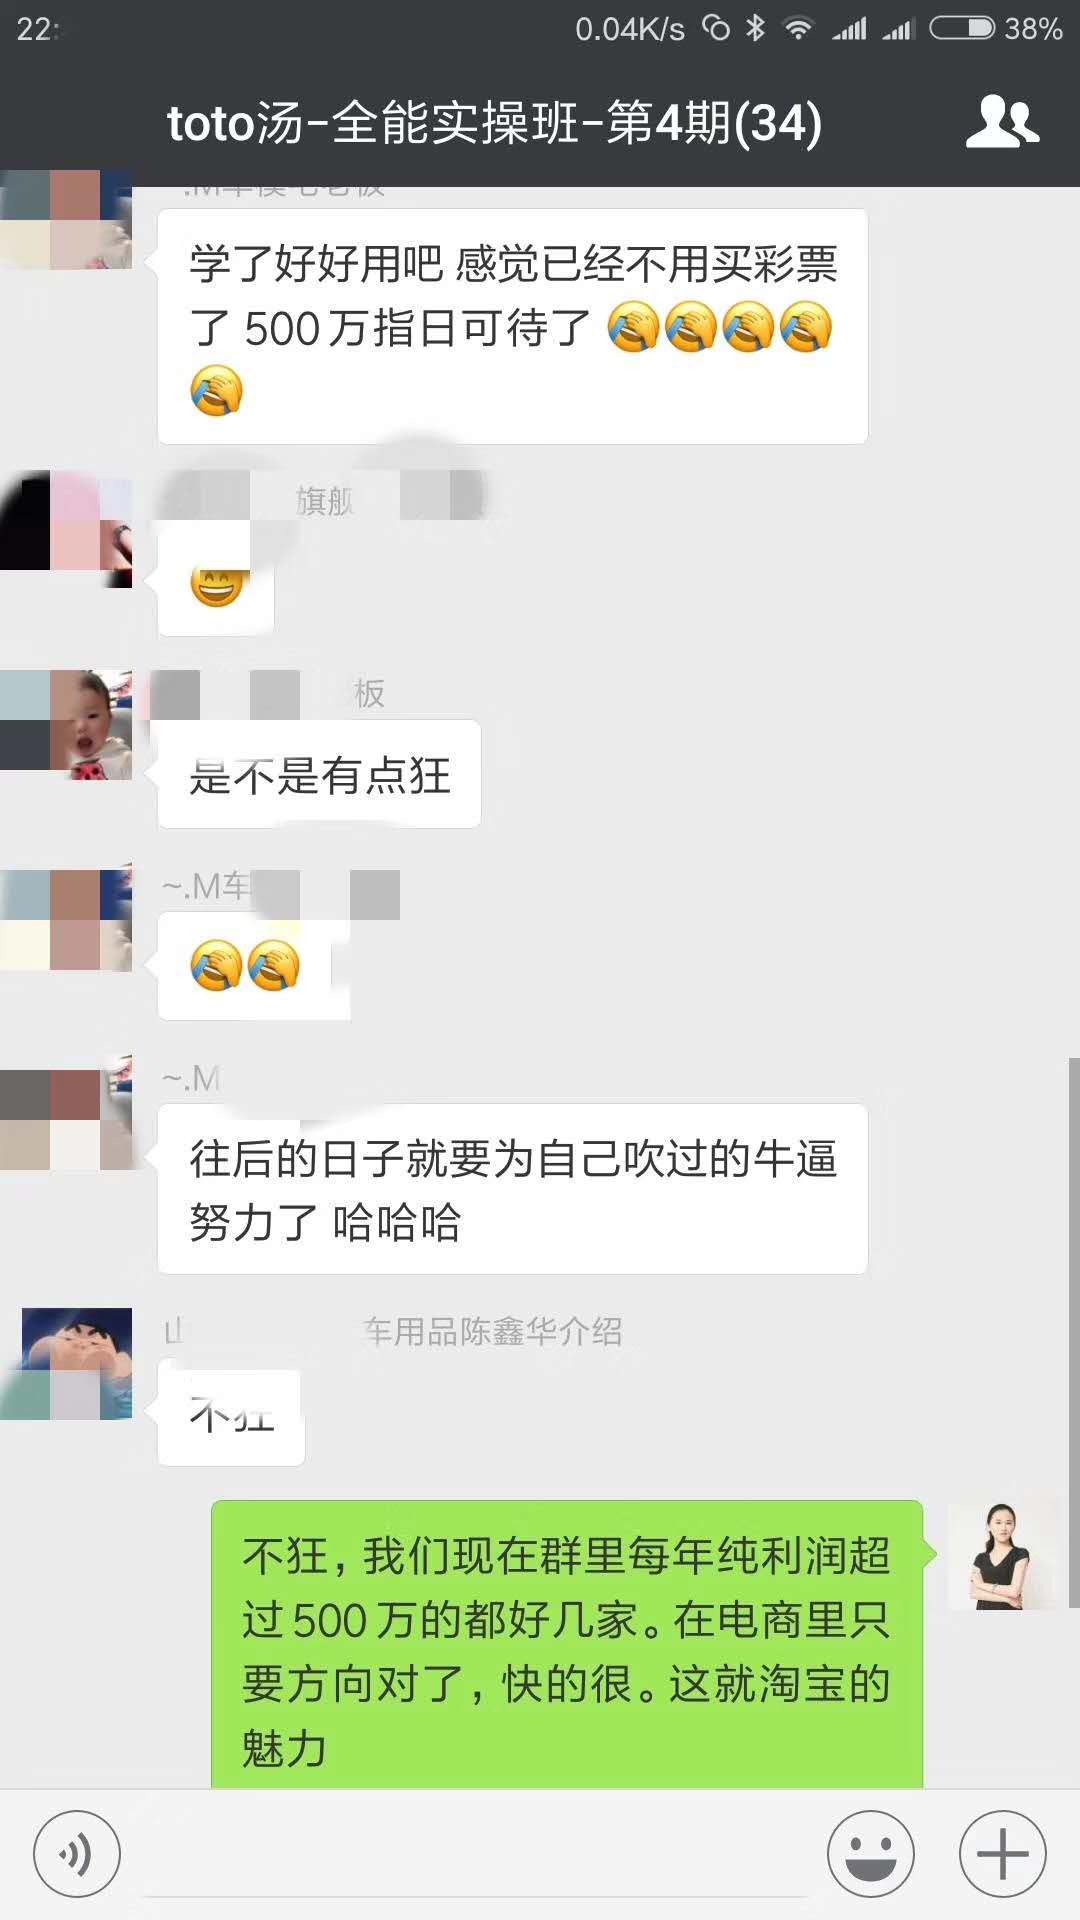 22:
0.04K/s
38%
toto汤-全能实操班-第4期(34)
学了好好用吧 感觉已经不用买彩票
了 500万指日可待了 🤦🤦🤦🤦
🤦
旗舰
😄
板
是不是有点狂
~.M车
🤦🤦
~.M
往后的日子就要为自己吹过的牛逼
努力了 哈哈哈
山
车用品陈鑫华介绍
不狂
不狂，我们现在群里每年纯利润超
过500万的都好几家。在电商里只
要方向对了，快的很。这就淘宝的
魅力